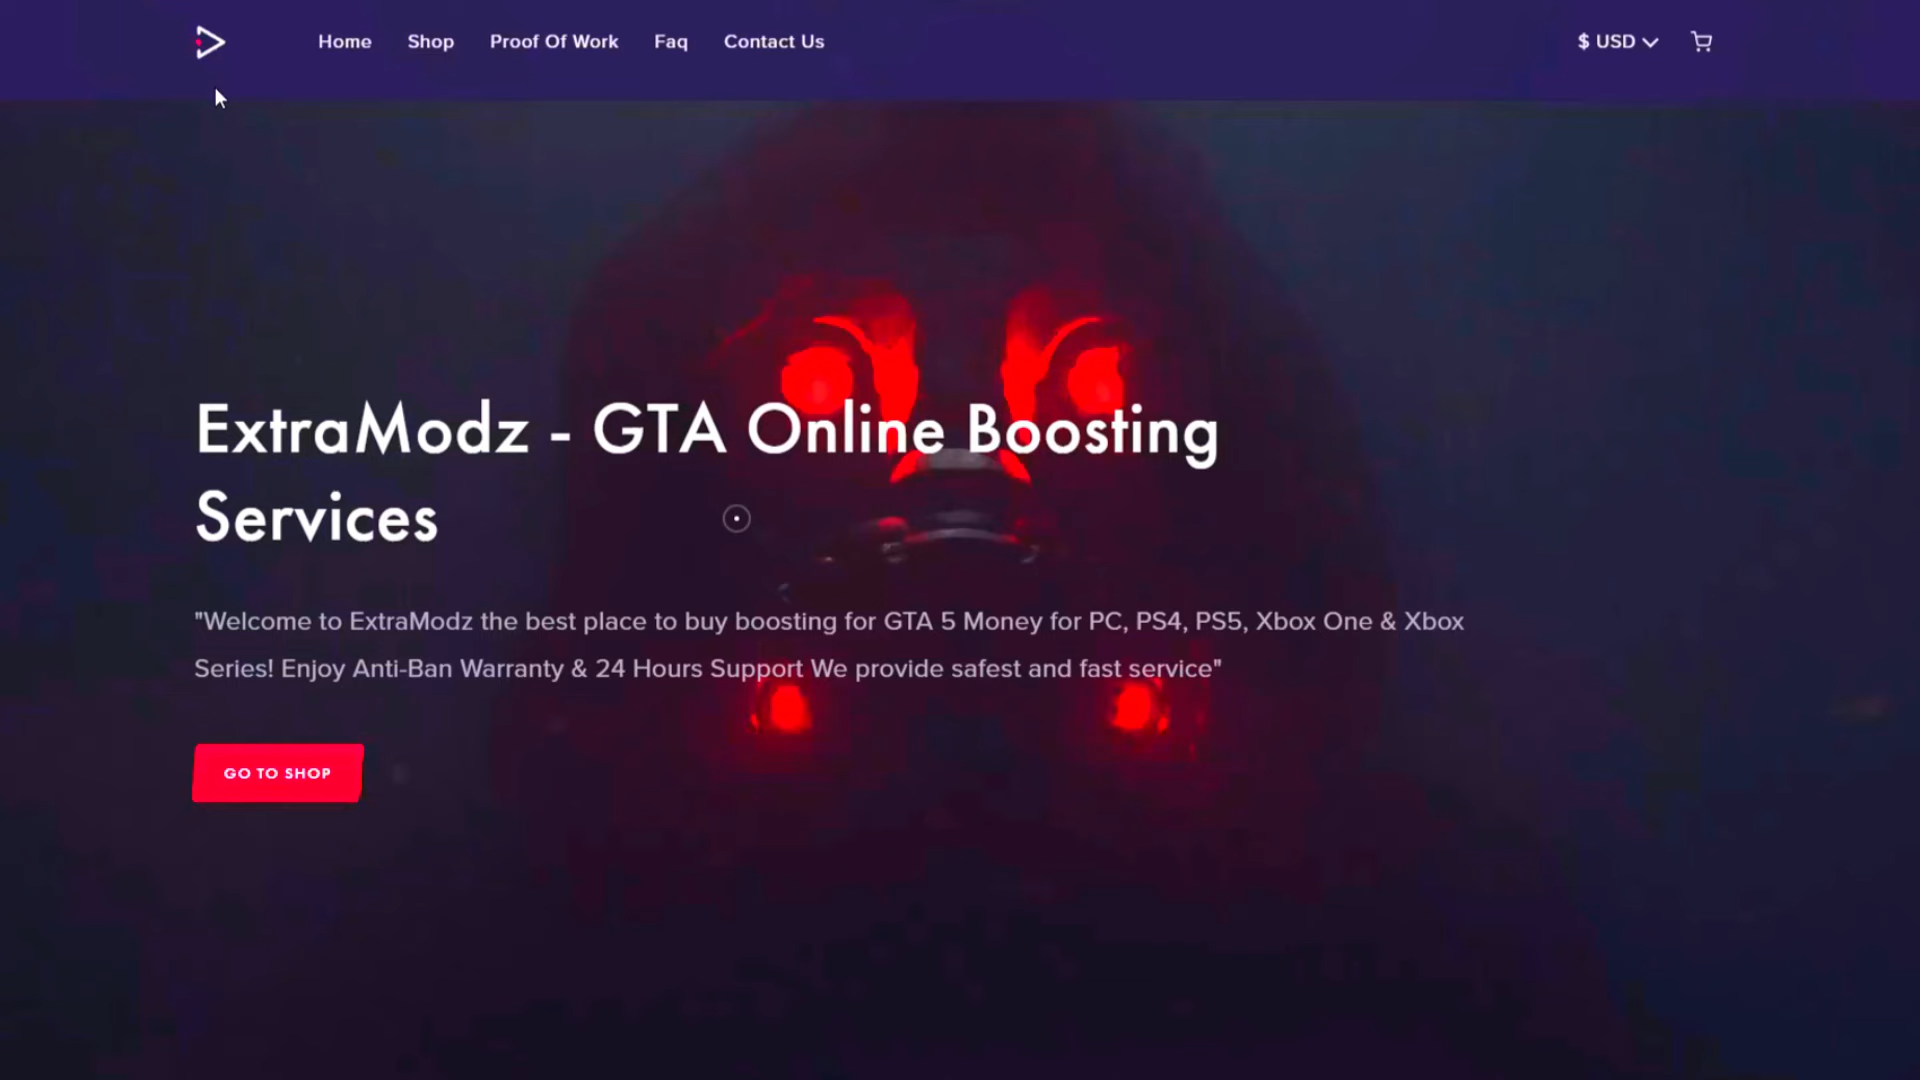 Home Shop Proof Of Work Faq Contact Us $ USD
ExtraModz - GTA Online Boosting
Services
"Welcome to ExtraModz the best place to buy boosting for GTA 5 Money for PC, PS4, PS5, Xbox One & Xbox
Series! Enjoy Anti-Ban Warranty & 24 Hours Support We provide safest and fast service"
GO TO SHOP